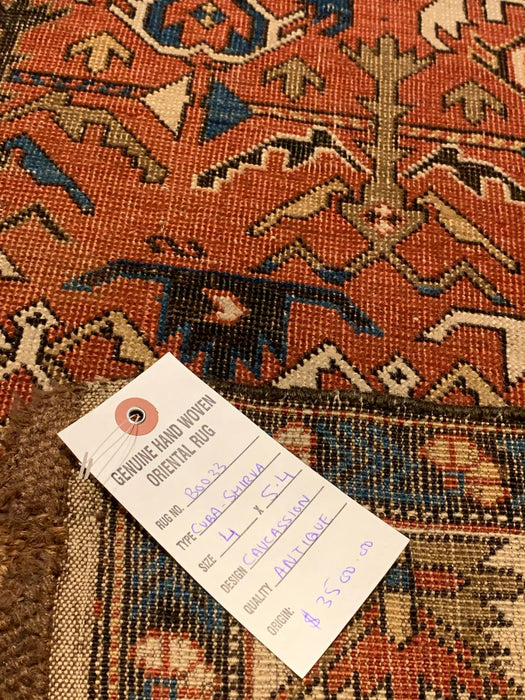 GENUINE HAND WOVEN
ORIENTAL RUG
RUG NO. BS033
TYPE CUBA SHIRVA
SIZE 4 X 5.4
DESIGN CAUCASSION
QUALITY ANTIQUE
ORIGIN: $ 3500 00